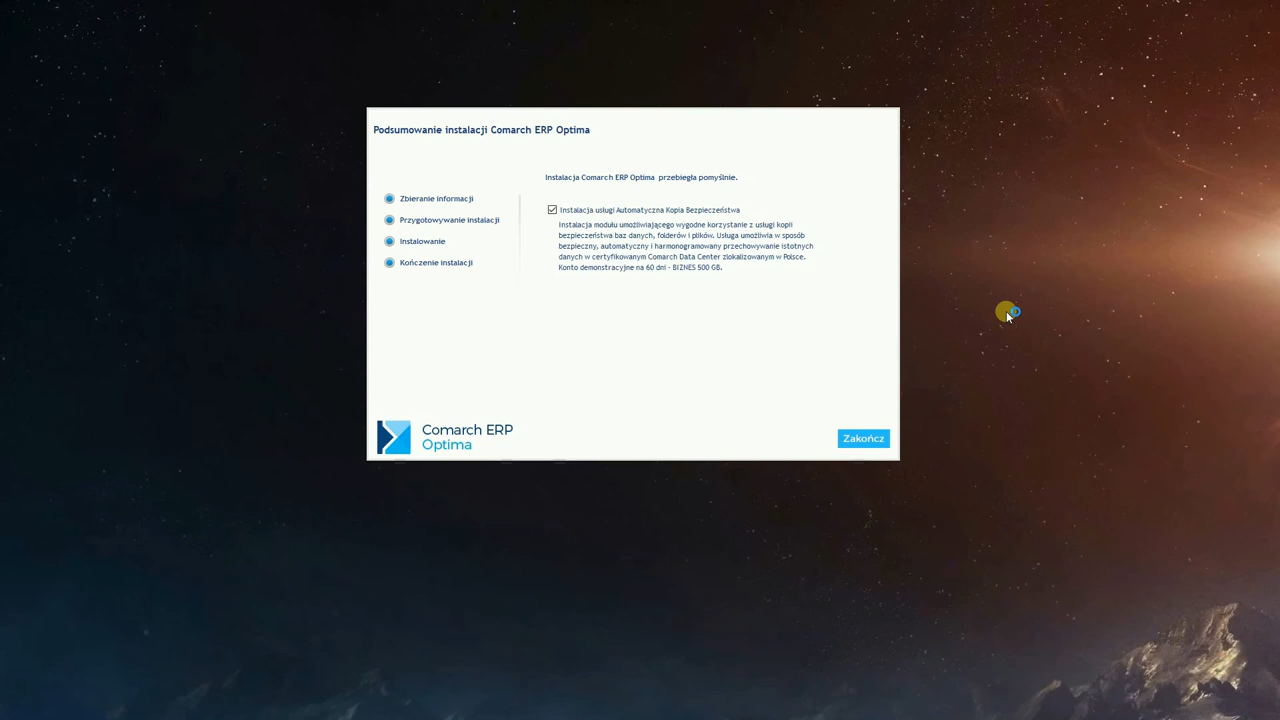 Podsumowanie instalacji Comarch ERP Optima
Instalacja Comarch ERP Optima przebiegła pomyślnie.
Zbieranie informacji
Przygotowywanie instalacji
Instalowanie
Kończenie instalacji
Instalacja usługi Automatyczna Kopia Bezpieczeństwa
Instalacja modułu umożliwiającego wygodne korzystanie z usługi kopii
bezpieczeństwa baz danych, folderów i plików. Usługa umożliwia w sposób
bezpieczny, automatyczny i harmonogramowany przechowywanie istotnych
danych w certyfikowanym Comarch Data Center zlokalizowanym w Polsce.
Konto demonstracyjne na 60 dni - BIZNES 500 GB.
Comarch ERP
Optima
Zakończ